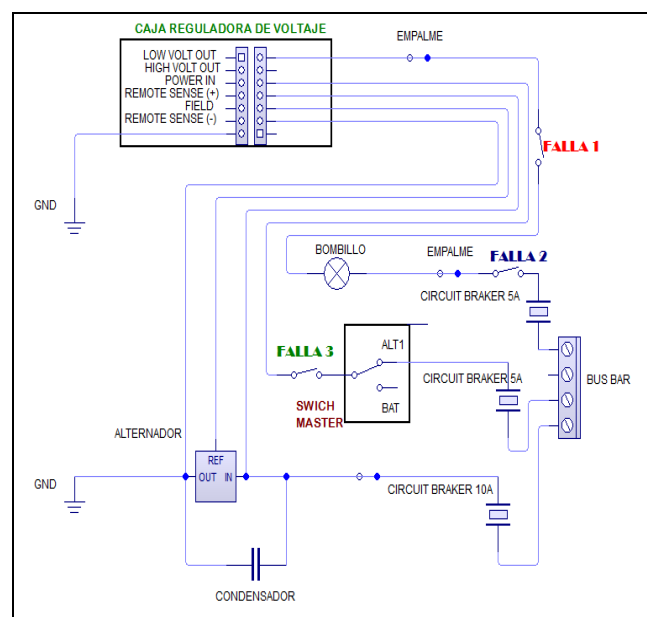 CAJA REGULADORA DE VOLTAJE
EMPALME
LOW VOLT OUT
HIGH VOLT OUT
POWER IN
REMOTE SENSE (+)
FIELD
REMOTE SENSE (-)
FALLA 1
GND
BOMBILLO
EMPALME
FALLA 2
CIRCUIT BRAKER 5A
ALT1
FALLA 3
CIRCUIT BRAKER 5A
BUS BAR
BAT
SWICH
MASTER
ALTERNADOR
REF
OUT IN
GND
CIRCUIT BRAKER 10A
CONDENSADOR